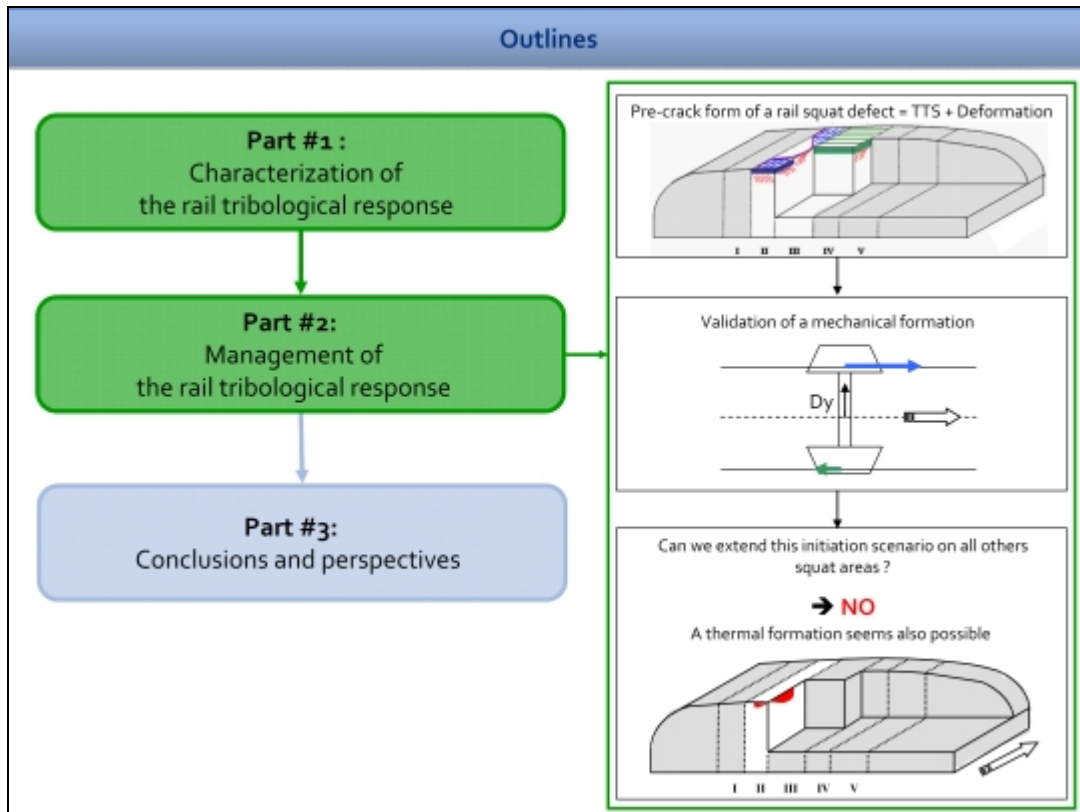 Outlines
Part #1 :
Characterization of
the rail tribological response
Part #2:
Management of
the rail tribological response
Part #3:
Conclusions and perspectives
Pre-crack form of a rail squat defect = TTS + Deformation
I II III IV V
Validation of a mechanical formation
Dy
Can we extend this initiation scenario on all others
squat areas ?
➔ NO
A thermal formation seems also possible
I II III IV V